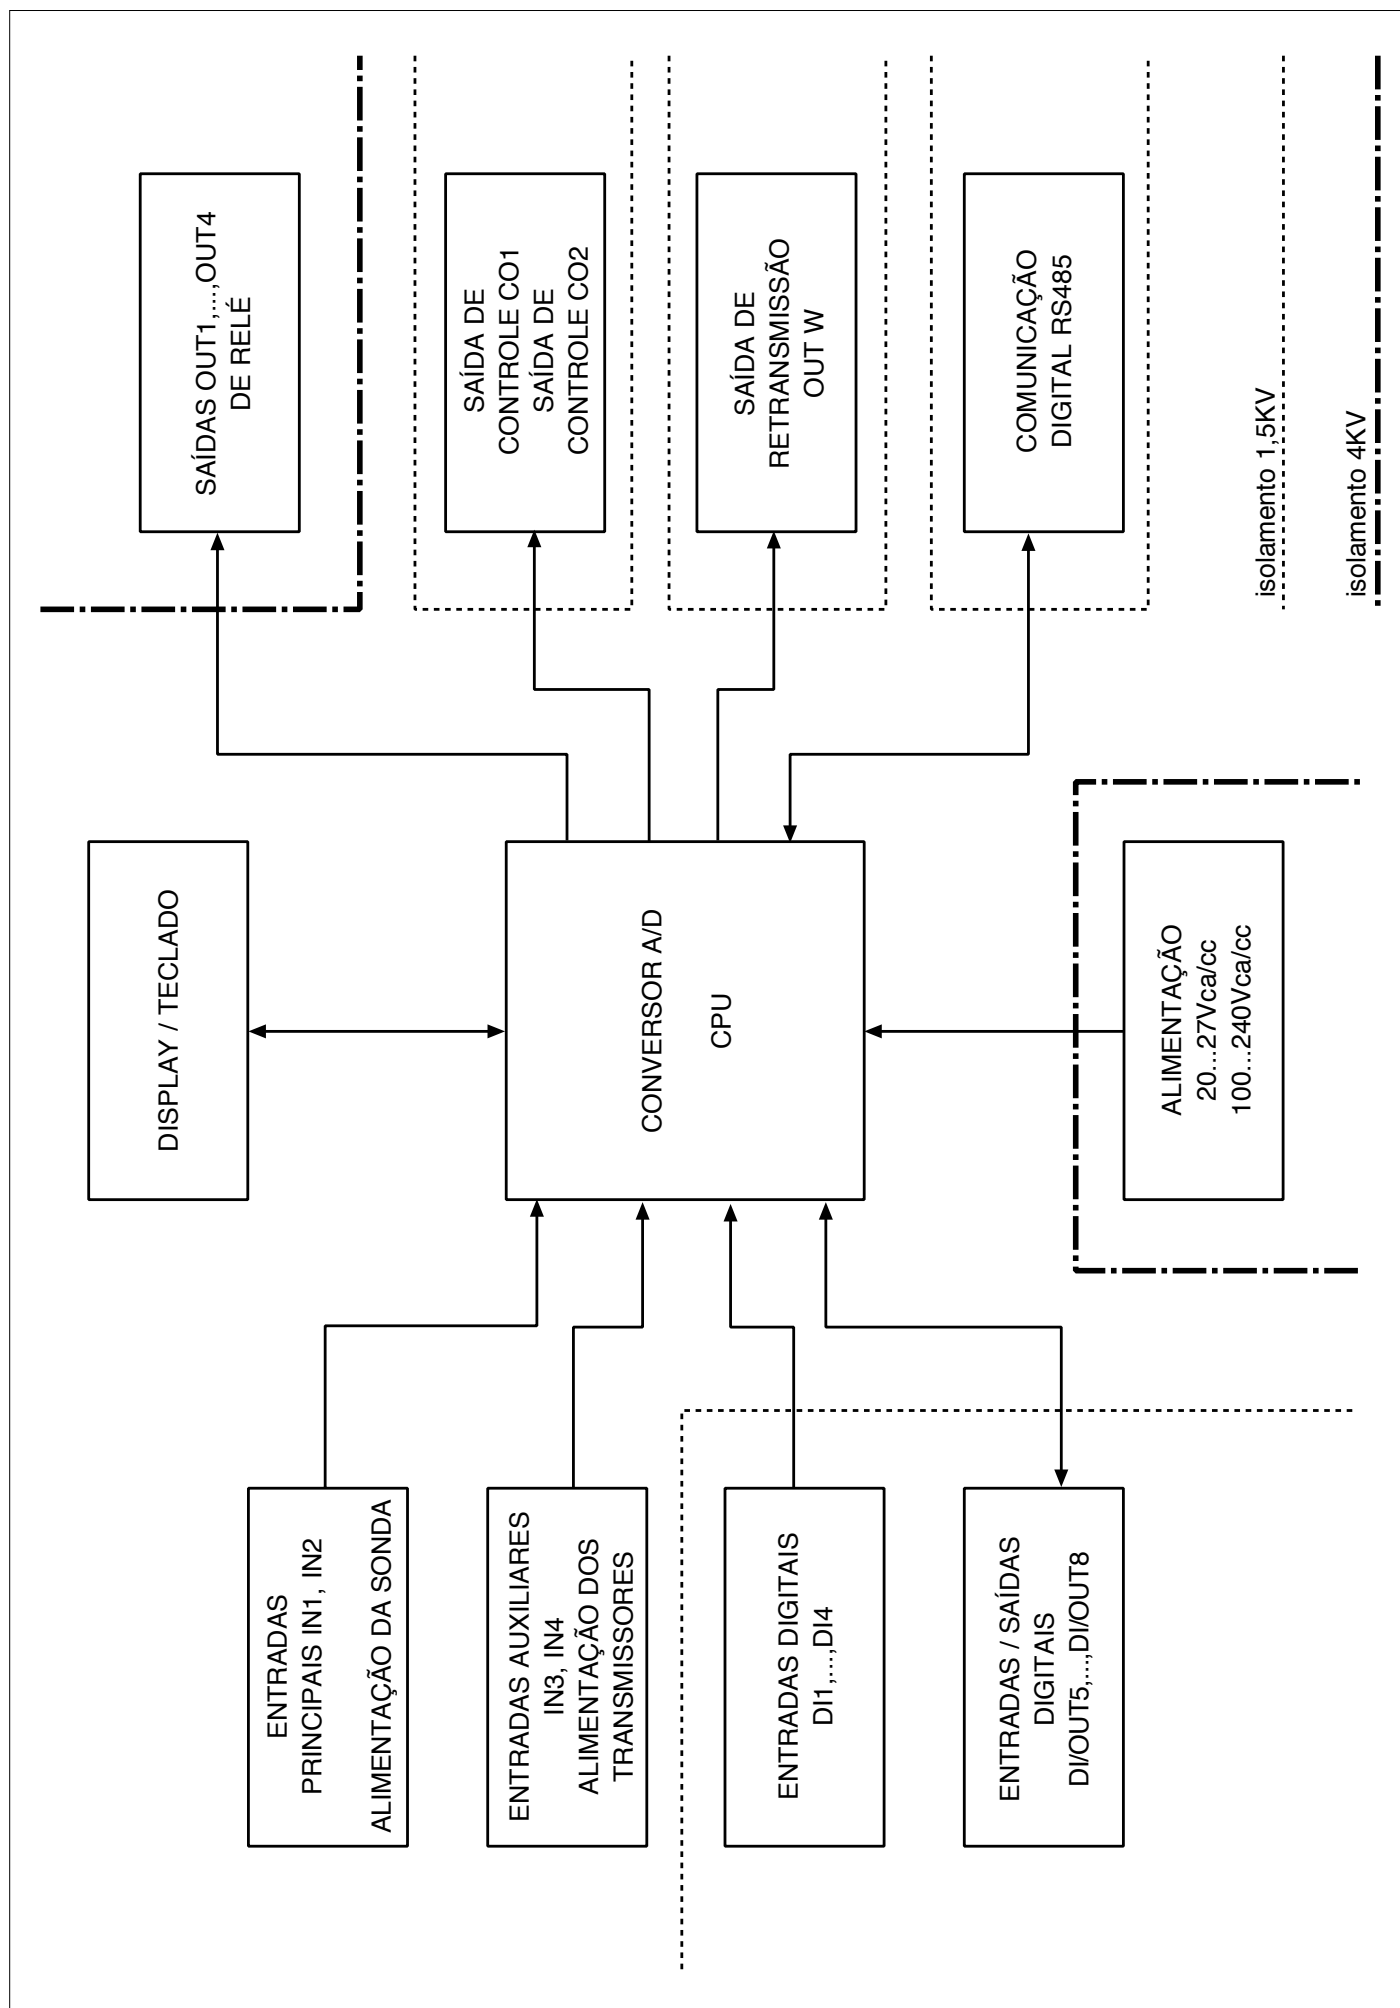 ENTRADAS
PRINCIPAIS IN1, IN2
ALIMENTAÇÃO DA SONDA
ENTRADAS AUXILIARES
IN3, IN4
ALIMENTAÇÃO DOS
TRANSMISSORES
ENTRADAS DIGITAIS
DI1,...,DI4
ENTRADAS / SAÍDAS
DIGITAIS
DI/OUT5,...,DI/OUT8
DISPLAY / TECLADO
CONVERSOR A/D
CPU
ALIMENTAÇÃO
20...27Vca/cc
100...240Vca/cc
SAÍDAS OUT1,...,OUT4
DE RELÉ
SAÍDA DE
CONTROLE CO1
SAÍDA DE
CONTROLE CO2
SAÍDA DE
RETRANSMISSÃO
OUT W
COMUNICAÇÃO
DIGITAL RS485
isolamento 1,5KV
isolamento 4KV